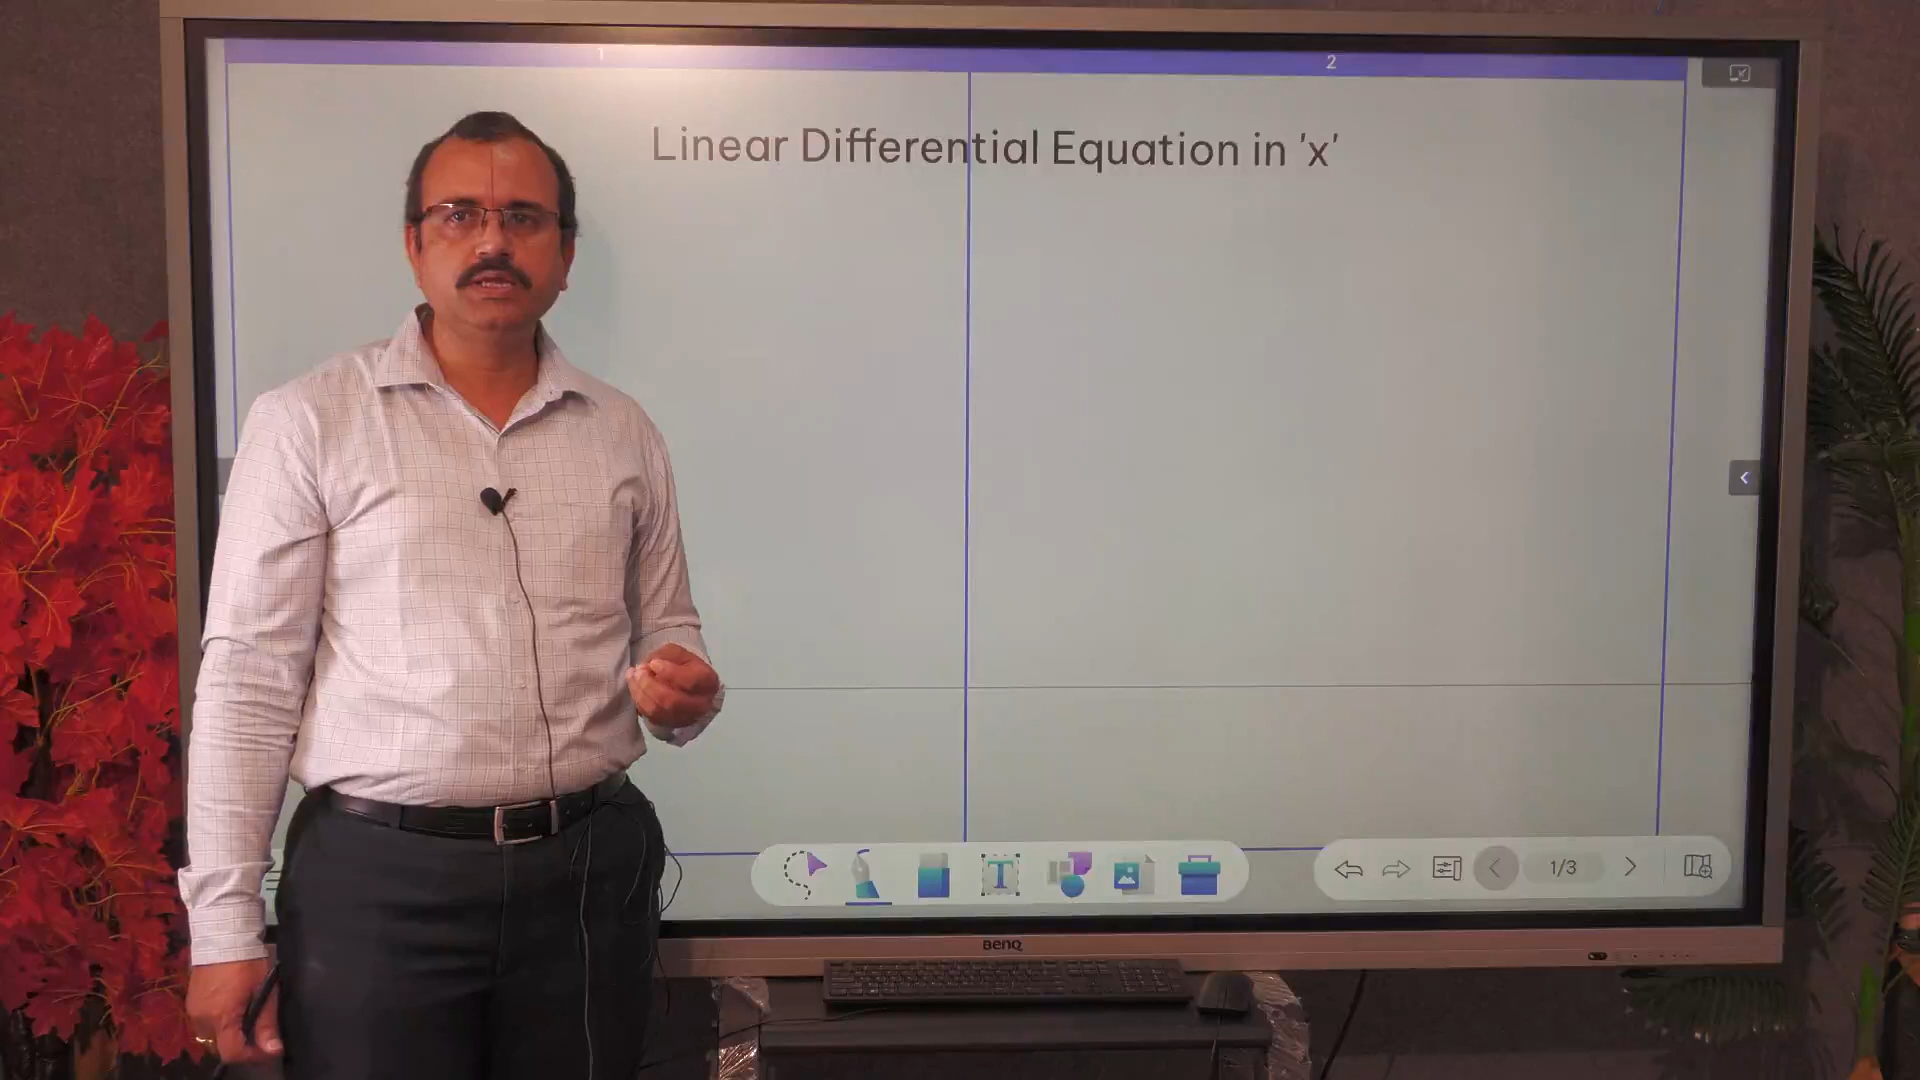 1
2
Linear Differential Equation in 'x'
T
1/3
BenQ